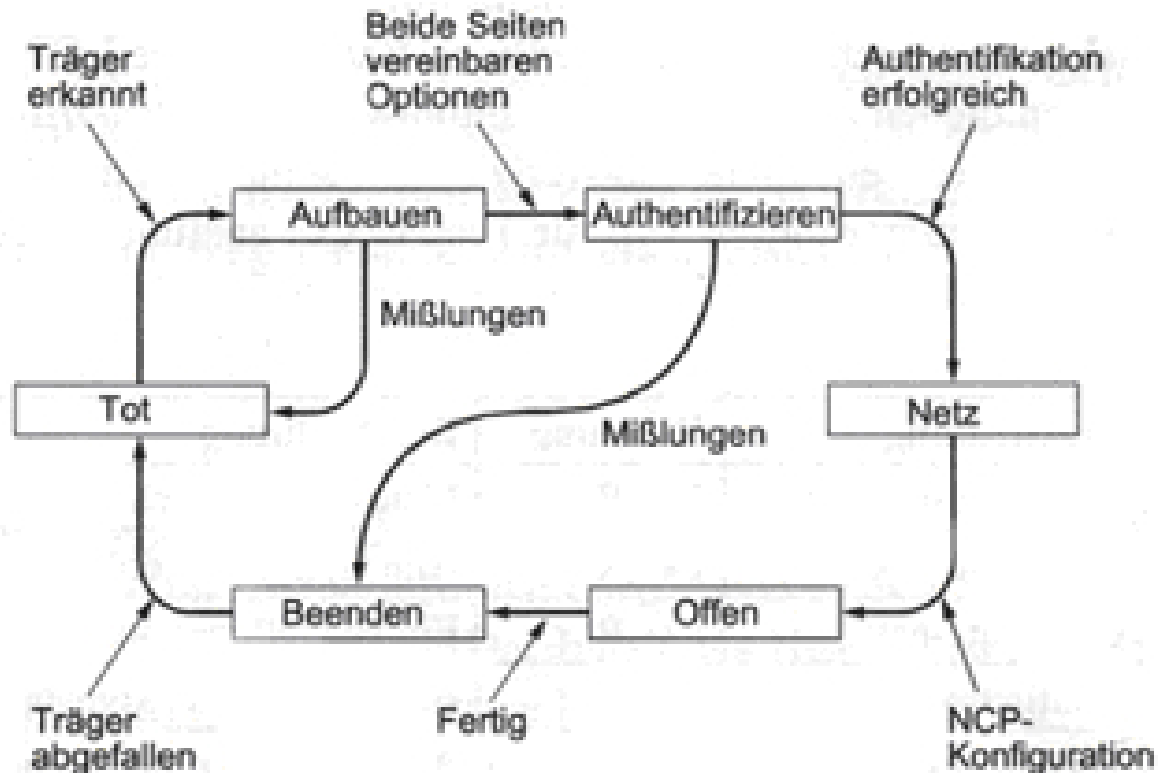 Träger
erkannt
Beide Seiten
vereinbaren
Optionen
Authentifikation
erfolgreich
Aufbauen
Authentifizieren
Mißlungen
Tot
Mißlungen
Netz
Beenden
Offen
Träger
abgefallen
Fertig
NCP-
Konfiguration